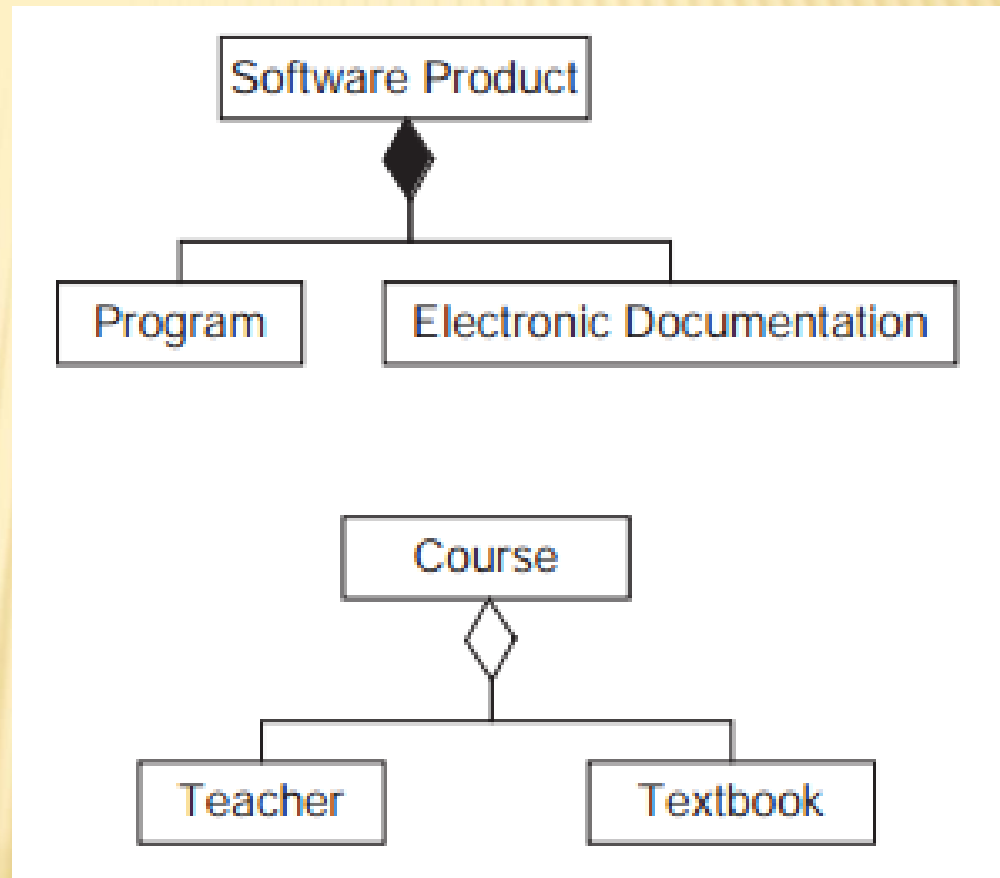 Software Product
Program
Electronic Documentation
Course
Teacher
Textbook